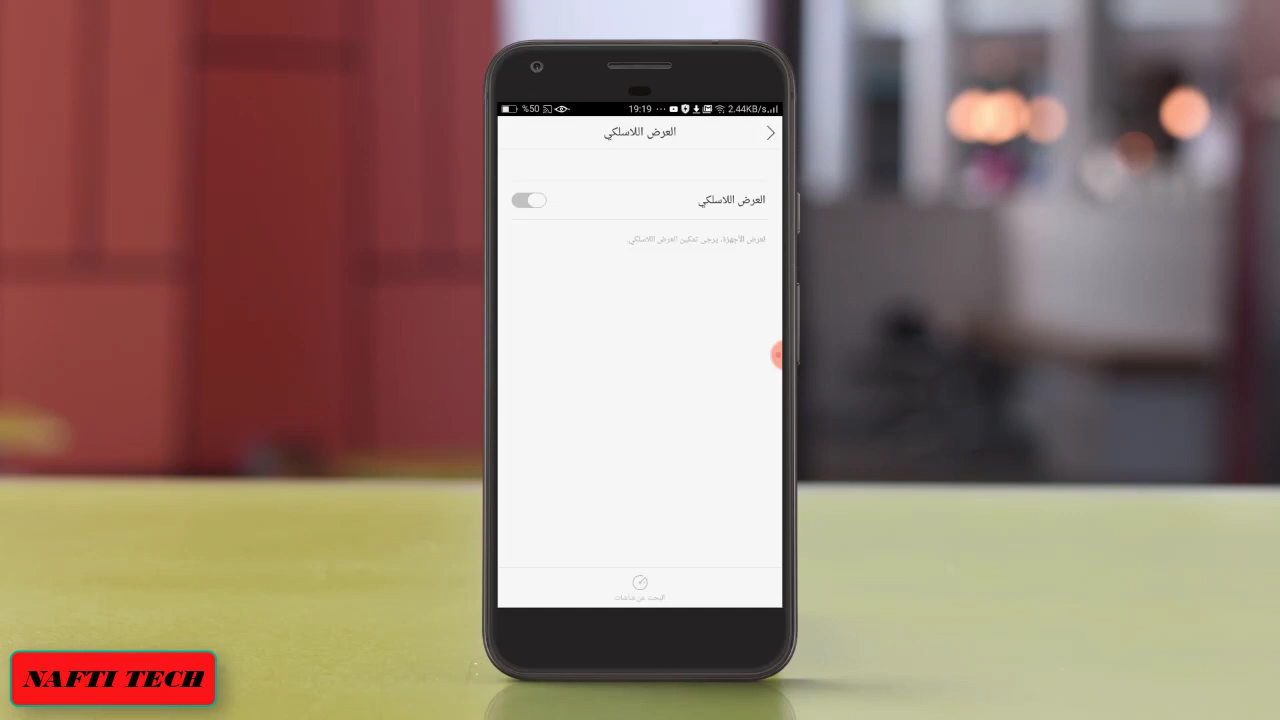 %50
19:19 ... 2.44KB/s
العرض اللاسلكي
العرض اللاسلكي
لعرض الأجهزة، يرجى تمكين العرض اللاسلكي.
البحث عن شاشات
NAFTI TECH